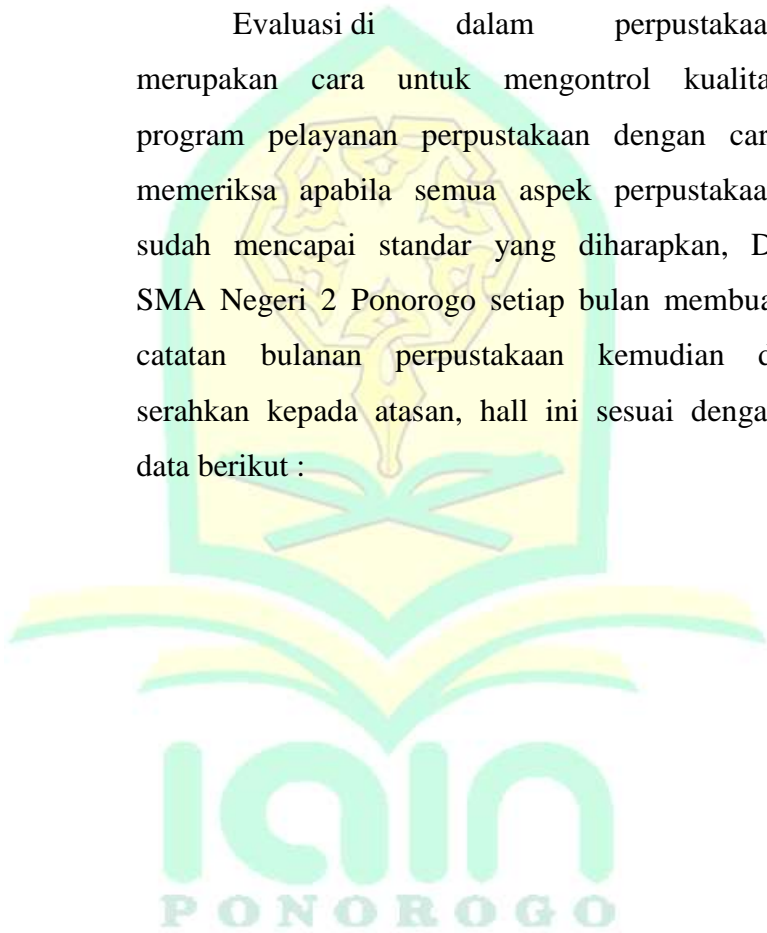 Evaluasi di dalam perpustakaa
merupakan cara untuk mengontrol kualita
program pelayanan perpustakaan dengan car
memeriksa apabila semua aspek perpustakaa
sudah mencapai standar yang diharapkan, D
SMA Negeri 2 Ponorogo setiap bulan membua
catatan bulanan perpustakaan kemudian d
serahkan kepada atasan, hall ini sesuai denga
data berikut :
iain
PONOROGO